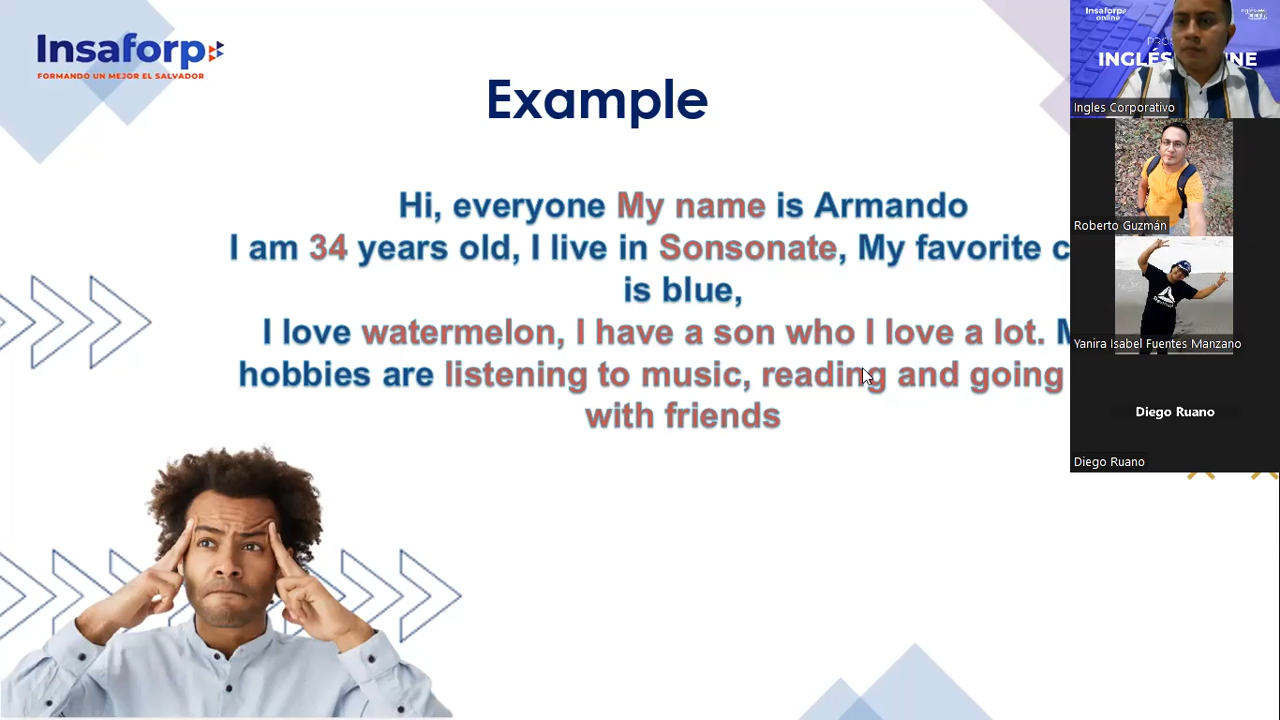 Insaforp
FORMANDO UN MEJOR EL SALVADOR
Example
Hi, everyone My name is Armando
I am 34 years old, I live in Sonsonate, My favorite
is blue,
I love watermelon, I have a son who I love a lot.
hobbies are listening to music, reading and going
with friends
Insaforp
online
INGLÉS
Ingles Corporativo
Roberto Guzmán
Yanira Isabel Fuentes Manzano
Diego Ruano
Diego Ruano